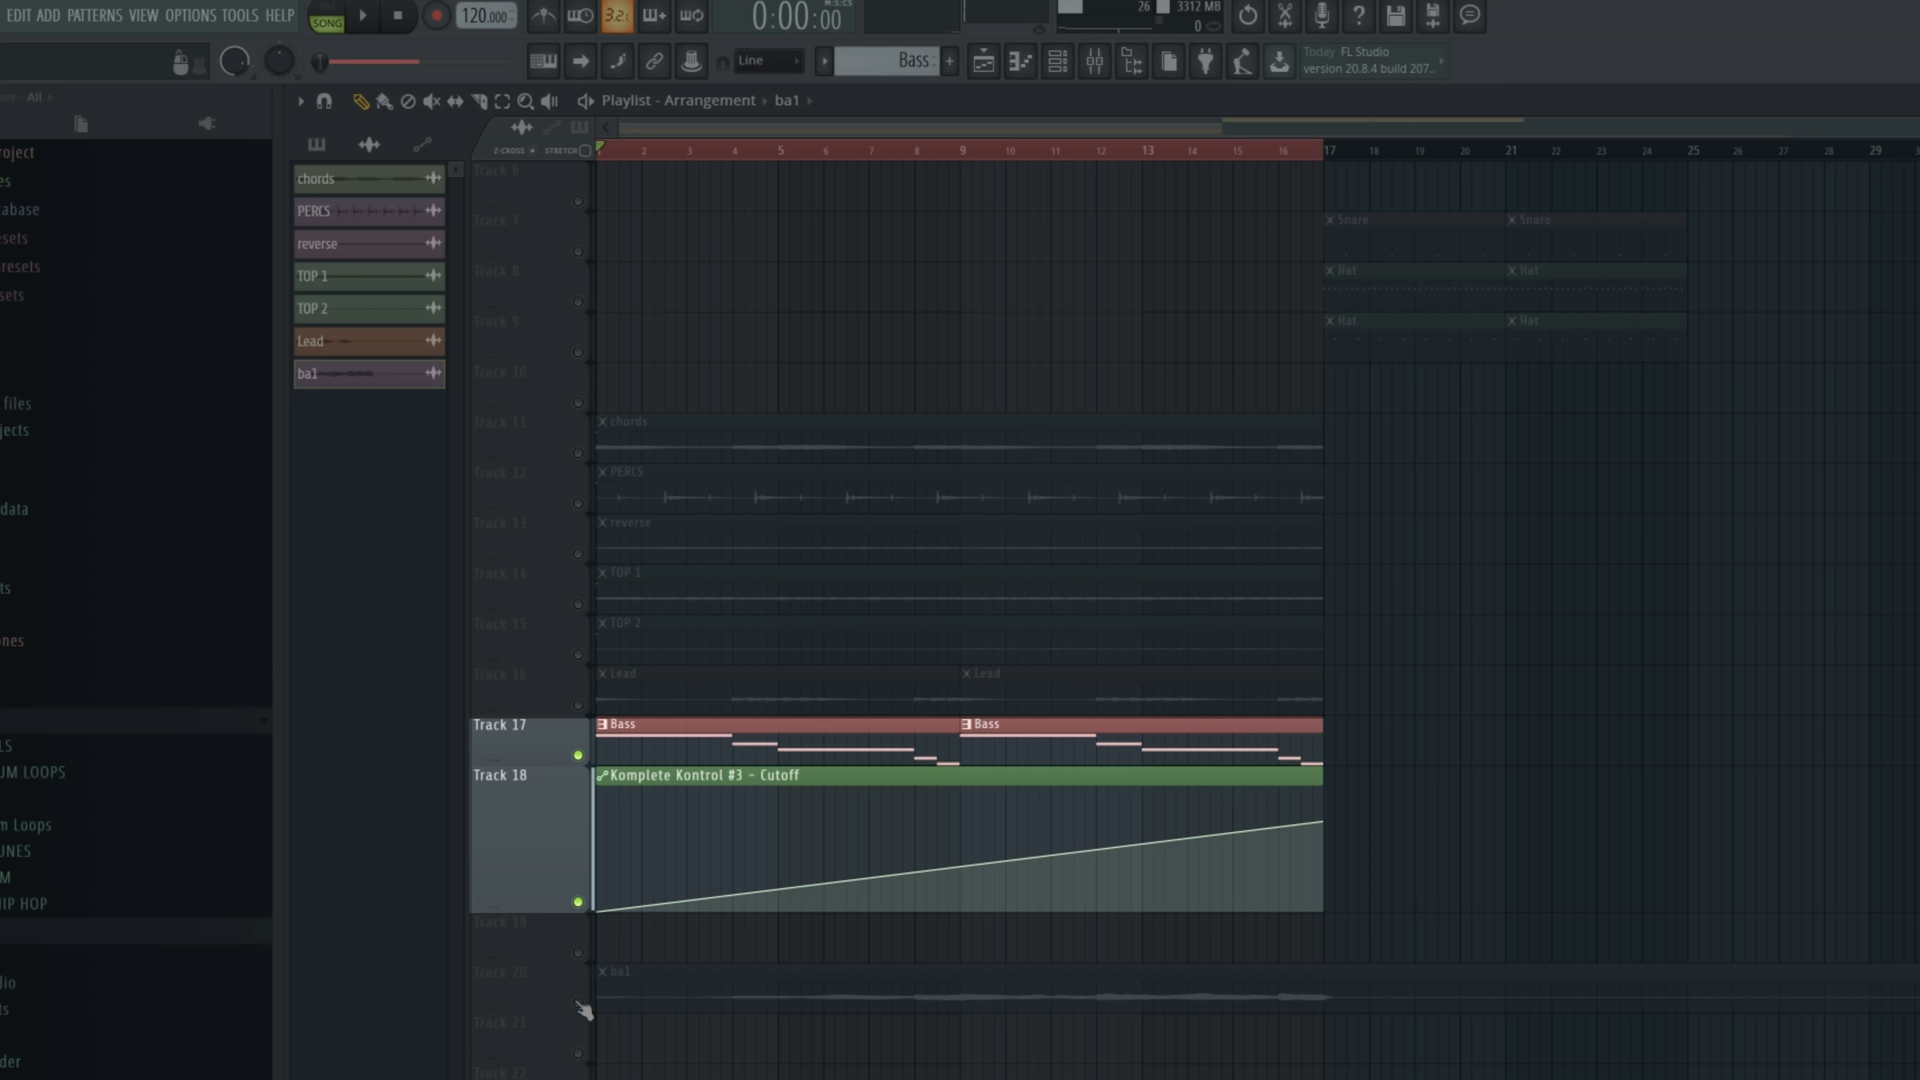 EDIT ADD PATTERNS VIEW OPTIONS TOOLS HELP
SONG
120.000
3.2.
0:00:00
M:S:CS
26
3312 MB
0
Line
Bass
Today FL Studio
version 20.8.4 build 207..
All
Playlist - Arrangement › ba1 ›
Z-CROSS
STRETCH
2 3 4 5 6 7 8 9 10 11 12 13 14 15 16 17 18 19 20 21 22 23 24 25 26 27 28 29
chords
PERCS
reverse
TOP 1
TOP 2
Lead
ba1
Track 6
Track 7
Snare
Snare
Track 8
Hat
Hat
Track 9
Hat
Hat
Track 10
Track 11
chords
Track 12
PERCS
Track 13
reverse
Track 14
TOP 1
Track 15
TOP 2
Track 16
Lead
Lead
Track 17
Bass
Bass
Track 18
Komplete Kontrol #3 - Cutoff
Track 19
Track 20
ba1
Track 21
Track 22
roject
es
abase
sets
resets
sets
files
jects
data
ts
ones
LS
UM LOOPS
m Loops
UNES
M
HIP HOP
dio
ts
der